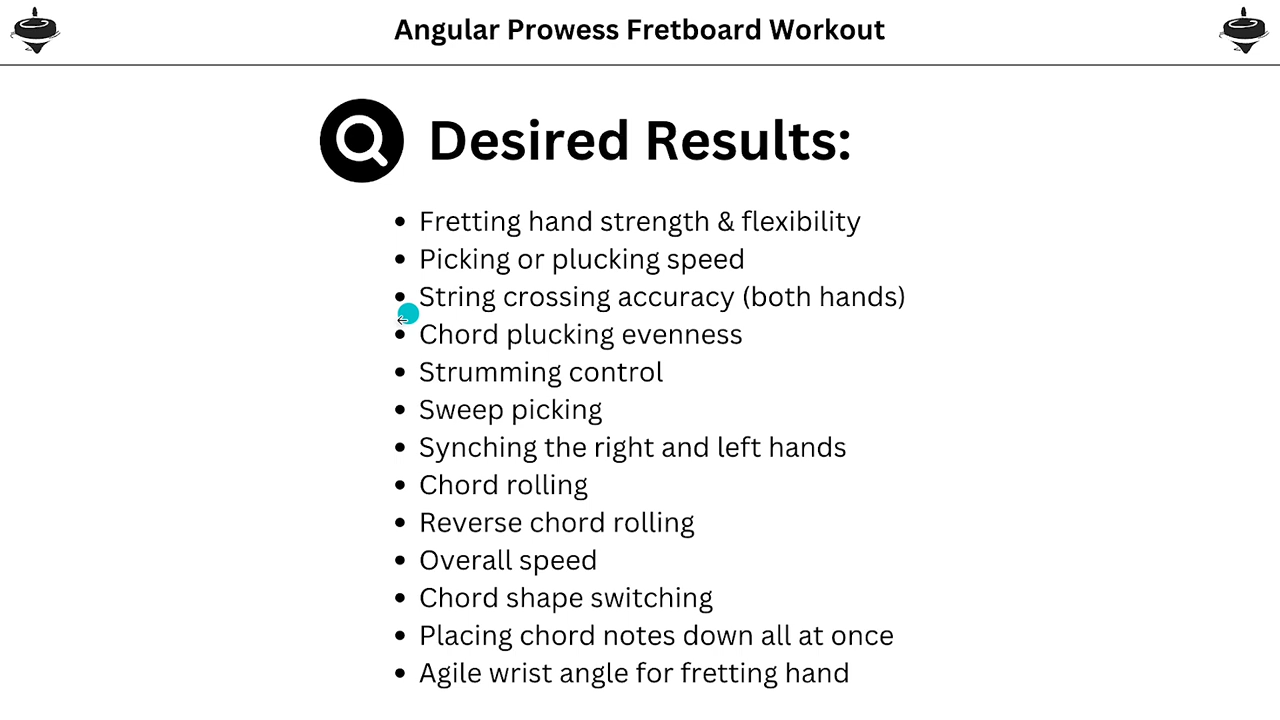 Angular Prowess Fretboard Workout
Desired Results:
• Fretting hand strength & flexibility
• Picking or plucking speed
• String crossing accuracy (both hands)
• Chord plucking evenness
• Strumming control
• Sweep picking
• Synching the right and left hands
• Chord rolling
• Reverse chord rolling
• Overall speed
• Chord shape switching
• Placing chord notes down all at once
• Agile wrist angle for fretting hand